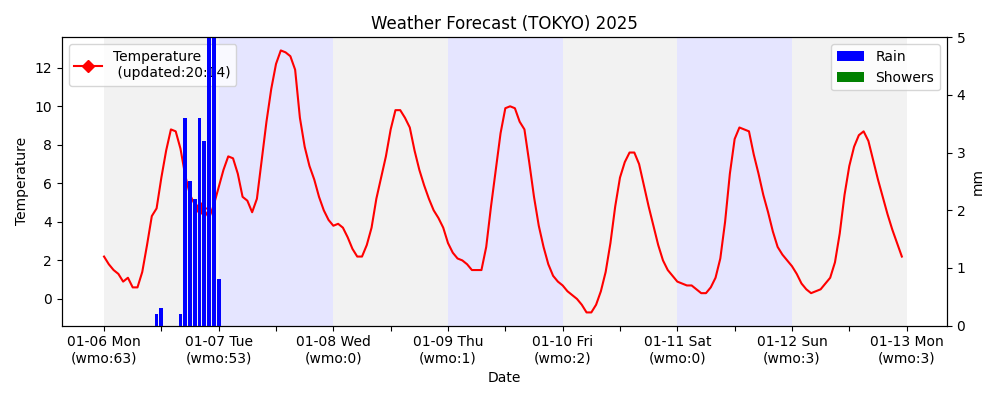 Weather Forecast (TOKYO) 2025
Temperature
(updated:20:04)
Rain
Showers
Temperature
12
10
8
6
4
2
0
5
4
3
2
1
0
mm
01-06 Mon
(wmo:63)
01-07 Tue
(wmo:53)
01-08 Wed
(wmo:0)
01-09 Thu
(wmo:1)
01-10 Fri
(wmo:2)
01-11 Sat
(wmo:0)
01-12 Sun
(wmo:3)
01-13 Mon
(wmo:3)
Date